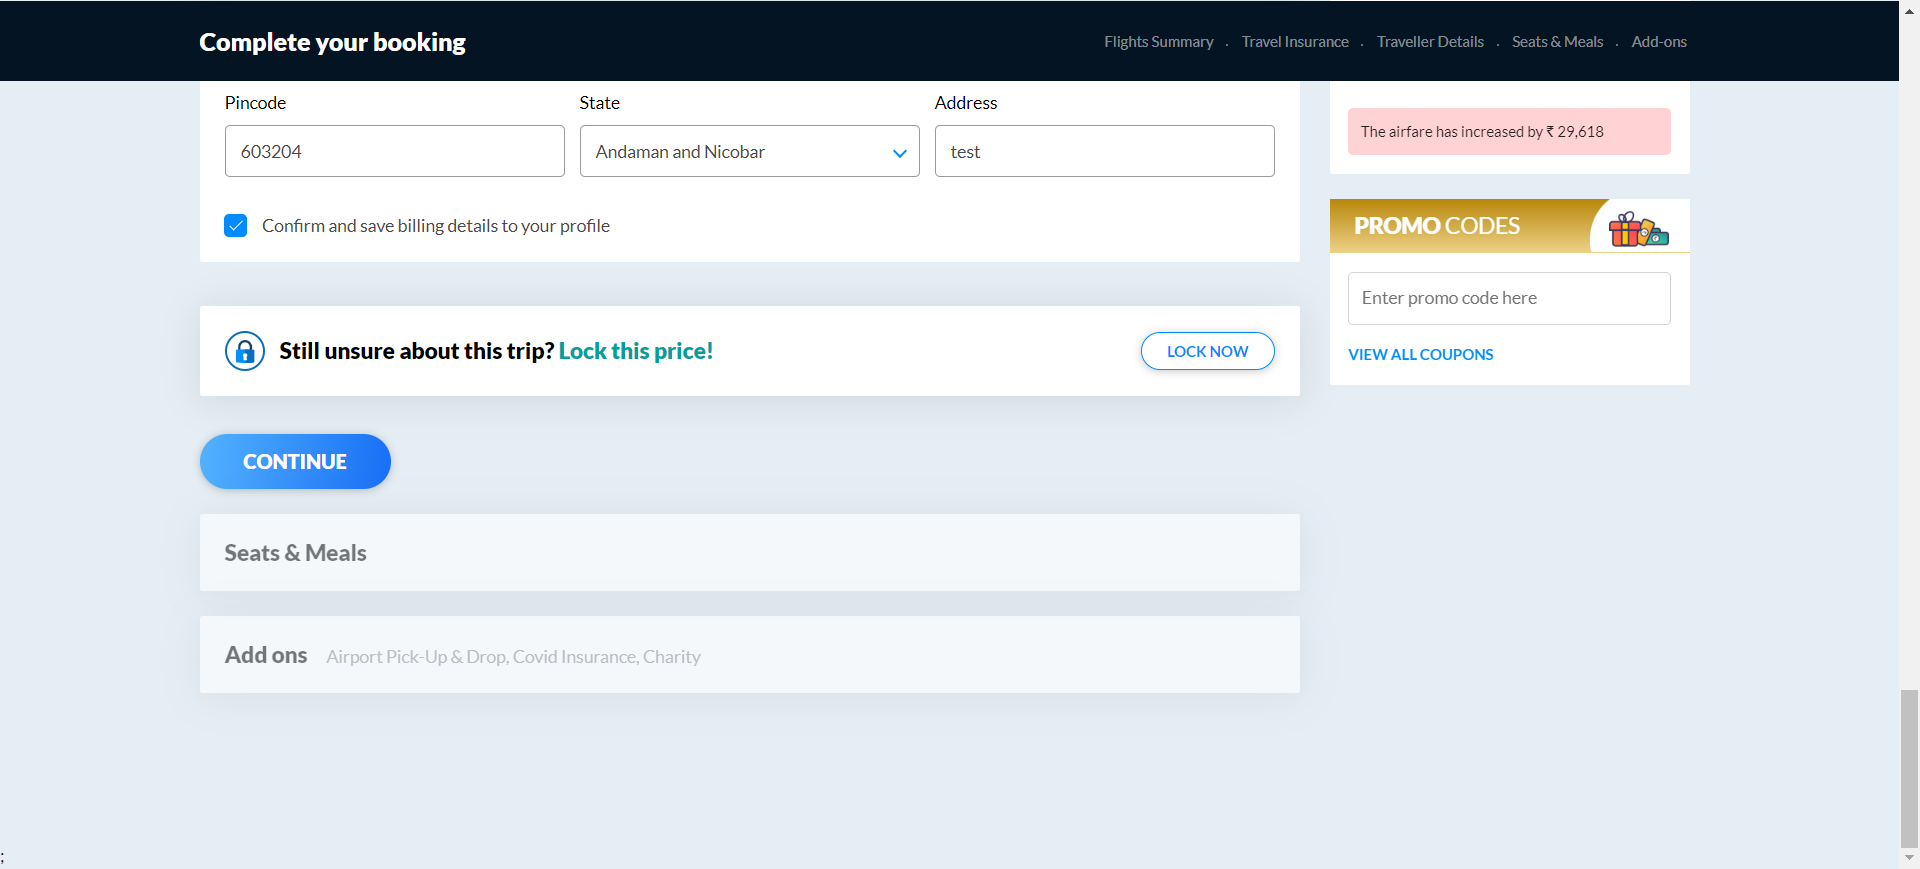 Complete your booking
Flights Summary . Travel Insurance . Traveller Details . Seats & Meals . Add-ons
Pincode
603204
State
Andaman and Nicobar
Address
test
Confirm and save billing details to your profile
Still unsure about this trip? Lock this price!
LOCK NOW
CONTINUE
Seats & Meals
Add ons Airport Pick-Up & Drop, Covid Insurance, Charity
The airfare has increased by ₹ 29,618
PROMO CODES
Enter promo code here
VIEW ALL COUPONS
;